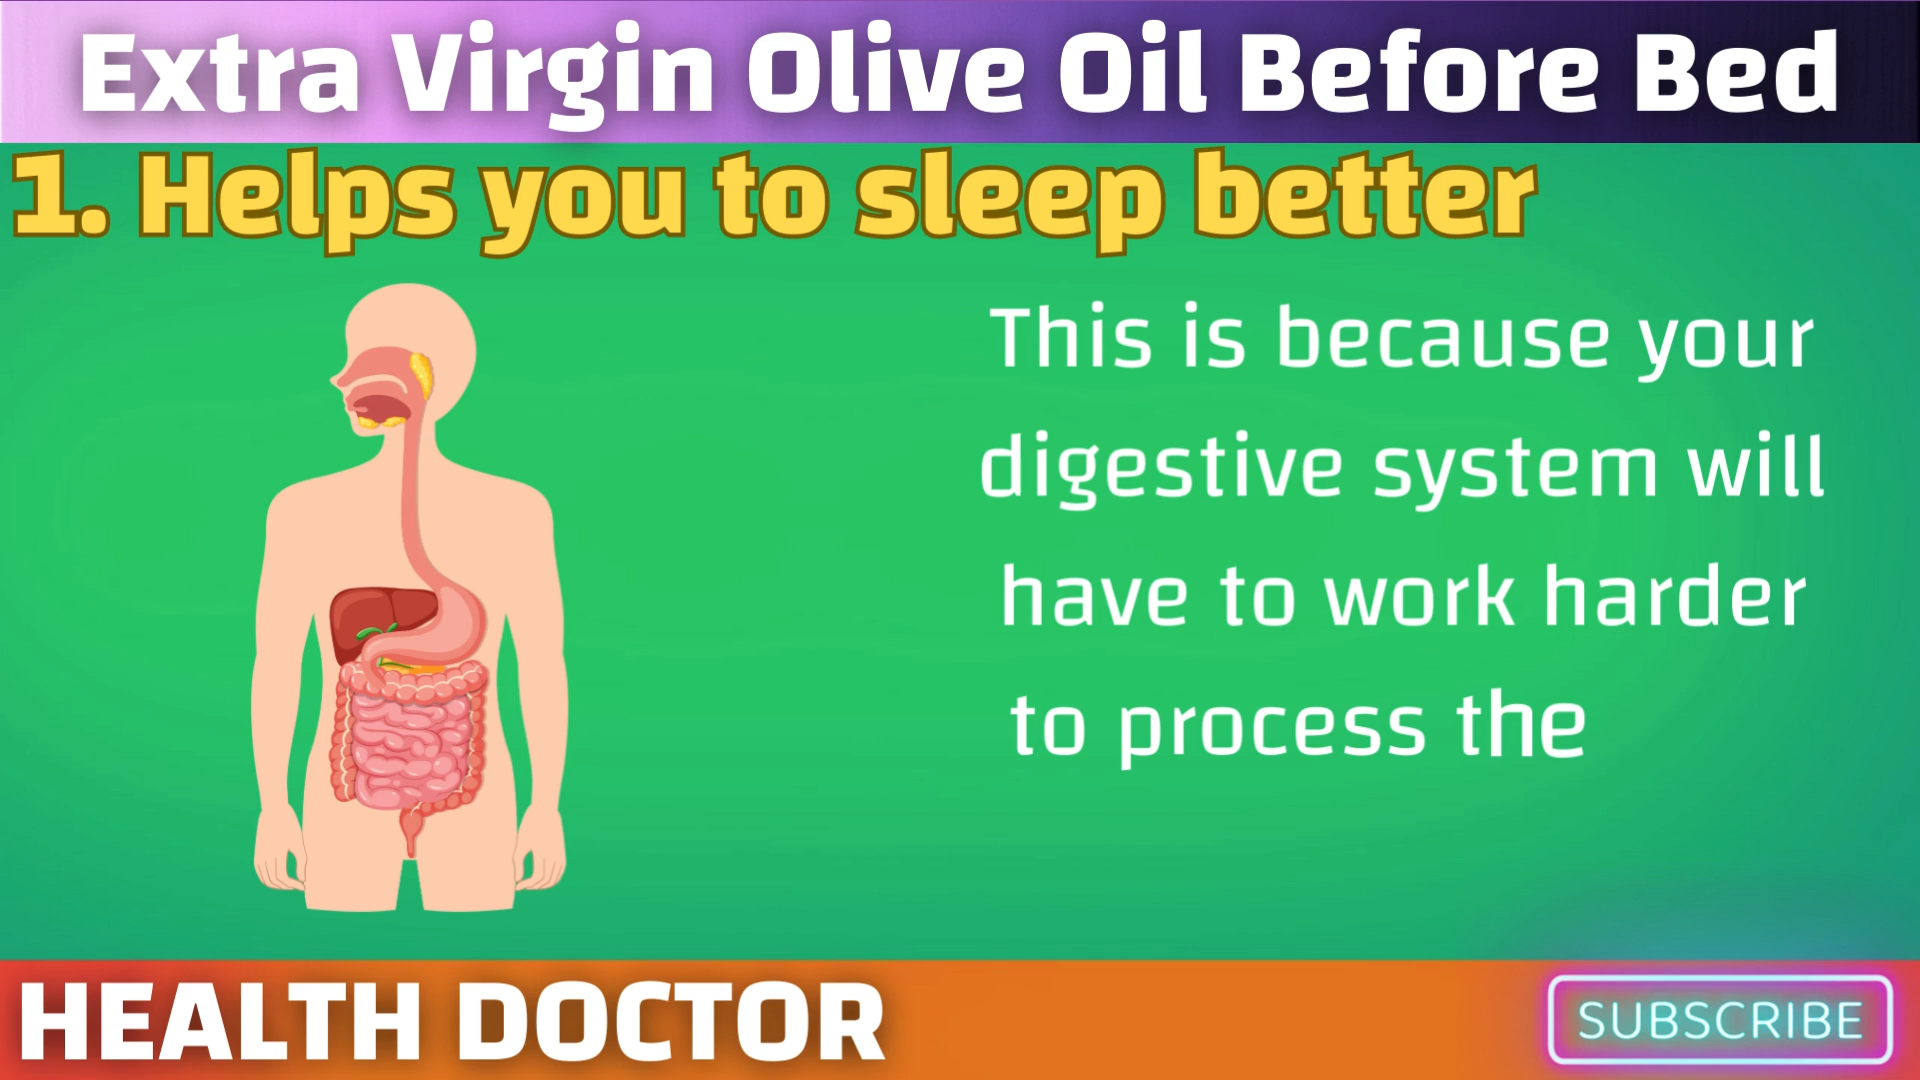 Extra Virgin Olive Oil Before Bed
1. Helps you to sleep better
This is because your
digestive system will
have to work harder
to process the
HEALTH DOCTOR
SUBSCRIBE